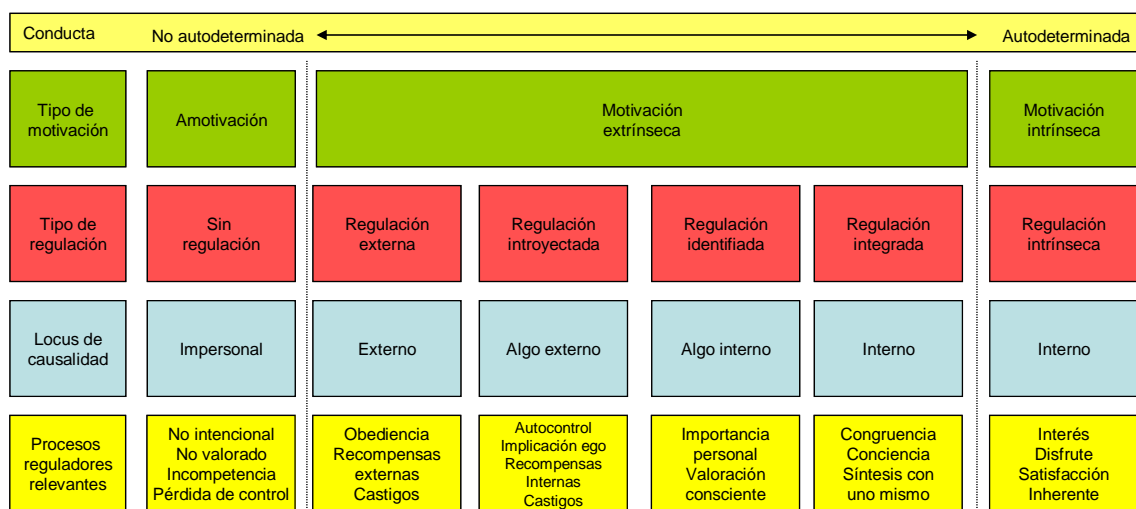 Conducta No autodeterminada Autodeterminada
Tipo de
motivación
Amotivación
Motivación
extrínseca
Motivación
intrínseca
Tipo de
regulación
Sin
regulación
Regulación
externa
Regulación
introyectada
Regulación
identificada
Regulación
integrada
Regulación
intrínseca
Locus de
causalidad
Impersonal
Externo
Algo externo
Algo interno
Interno
Interno
Procesos
reguladores
relevantes
No intencional
No valorado
Incompetencia
Pérdida de control
Obediencia
Recompensas
externas
Castigos
Autocontrol
Implicación ego
Recompensas
Internas
Castigos
Importancia
personal
Valoración
consciente
Congruencia
Conciencia
Síntesis con
uno mismo
Interés
Disfrute
Satisfacción
Inherente